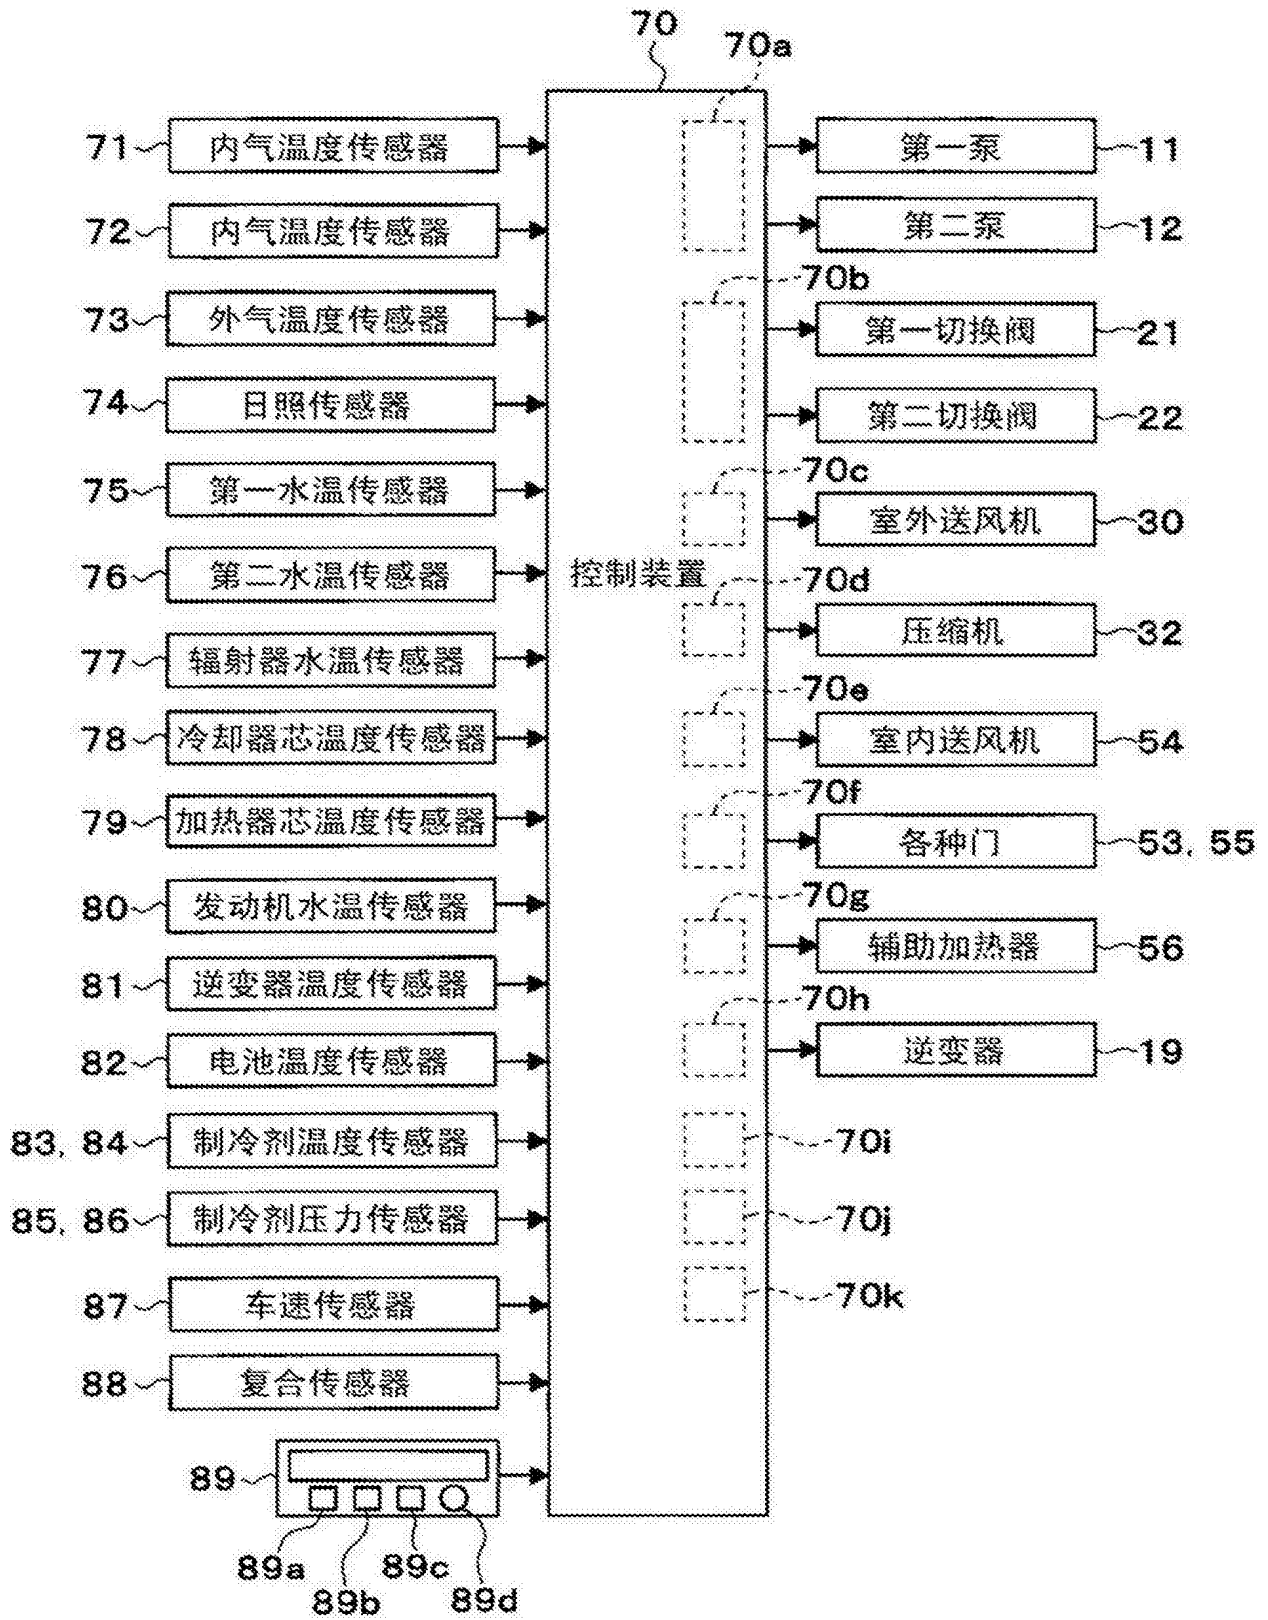 70
70a
71 内气温度传感器
第一泵 11
72 内气温度传感器
第二泵 12
70b
73 外气温度传感器
第一切换阀 21
74 日照传感器
第二切换阀 22
70c
75 第一水温传感器
室外送风机 30
76 第二水温传感器
控制装置
70d
77 辐射器水温传感器
压缩机 32
70e
78 冷却器芯温度传感器
室内送风机 54
70f
79 加热器芯温度传感器
各种门 53, 55
70g
80 发动机水温传感器
辅助加热器 56
81 逆变器温度传感器
70h
82 电池温度传感器
逆变器 19
83, 84 制冷剂温度传感器
70i
85, 86 制冷剂压力传感器
70j
87 车速传感器
70k
88 复合传感器
89
89a
89b
89c
89d